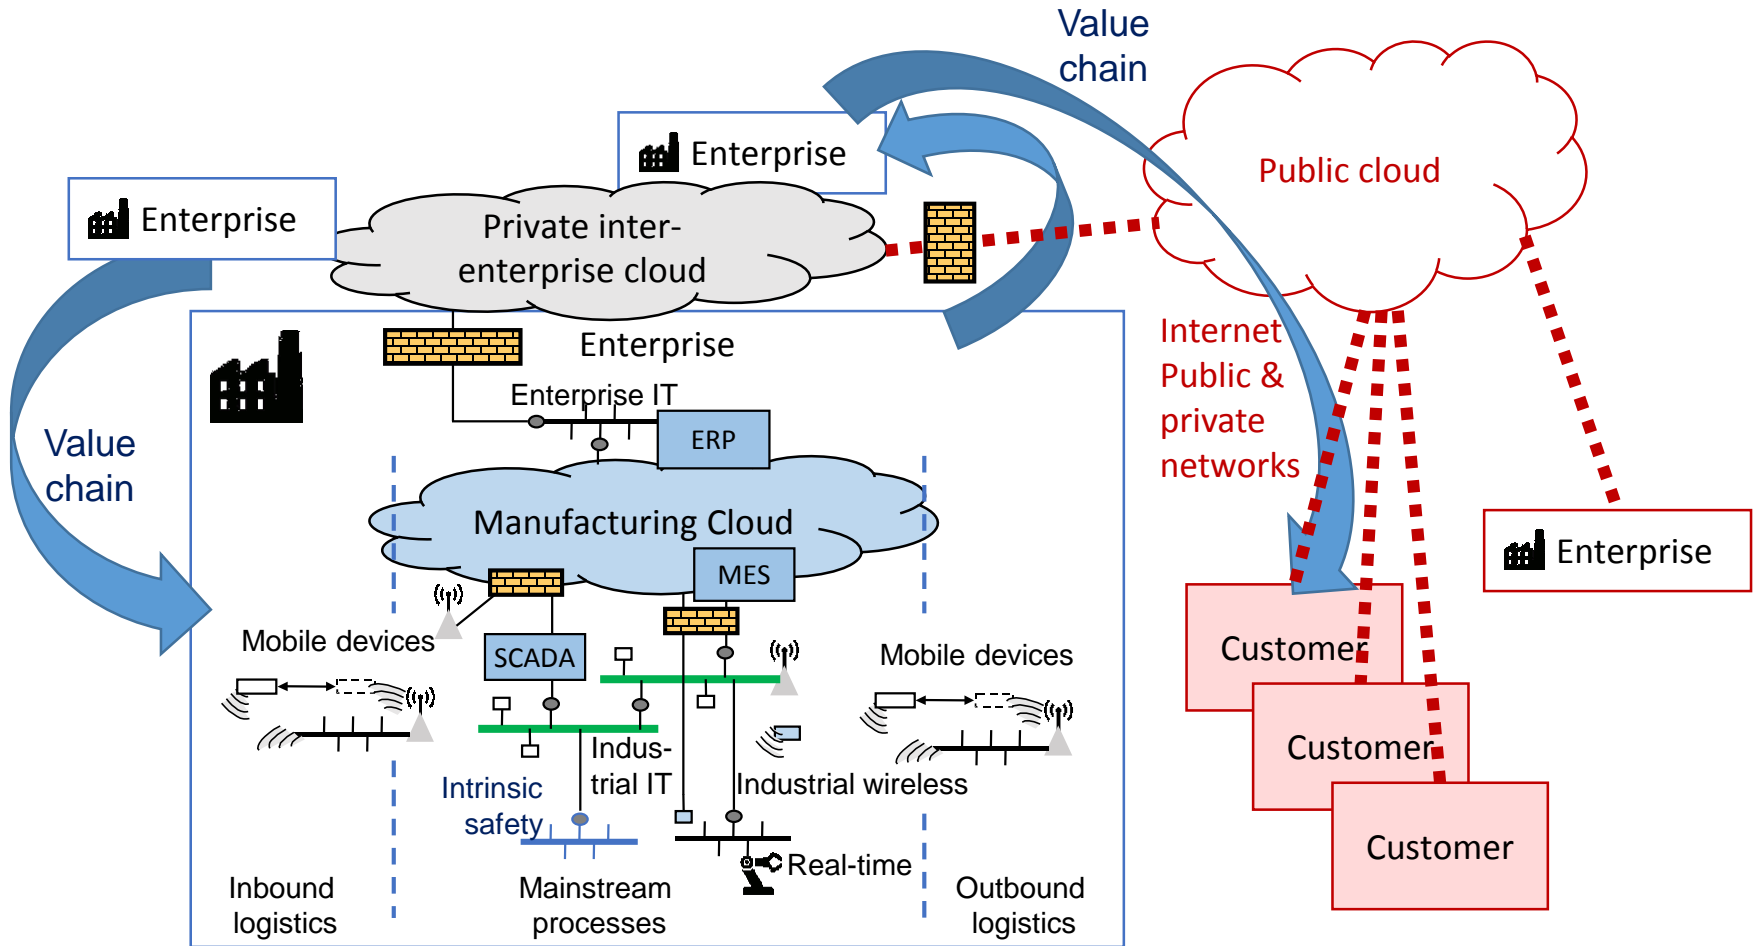 Value
chain
Enterprise
Public cloud
Enterprise
Private inter-
enterprise cloud
Enterprise
Internet
Public &
private
networks
Enterprise IT
ERP
Value
chain
Manufacturing Cloud
Enterprise
MES
Mobile devices
SCADA
Mobile devices
Customer
Customer
Customer
Indus-
trial IT
Intrinsic
safety
Industrial wireless
Real-time
Inbound
logistics
Mainstream
processes
Outbound
logistics